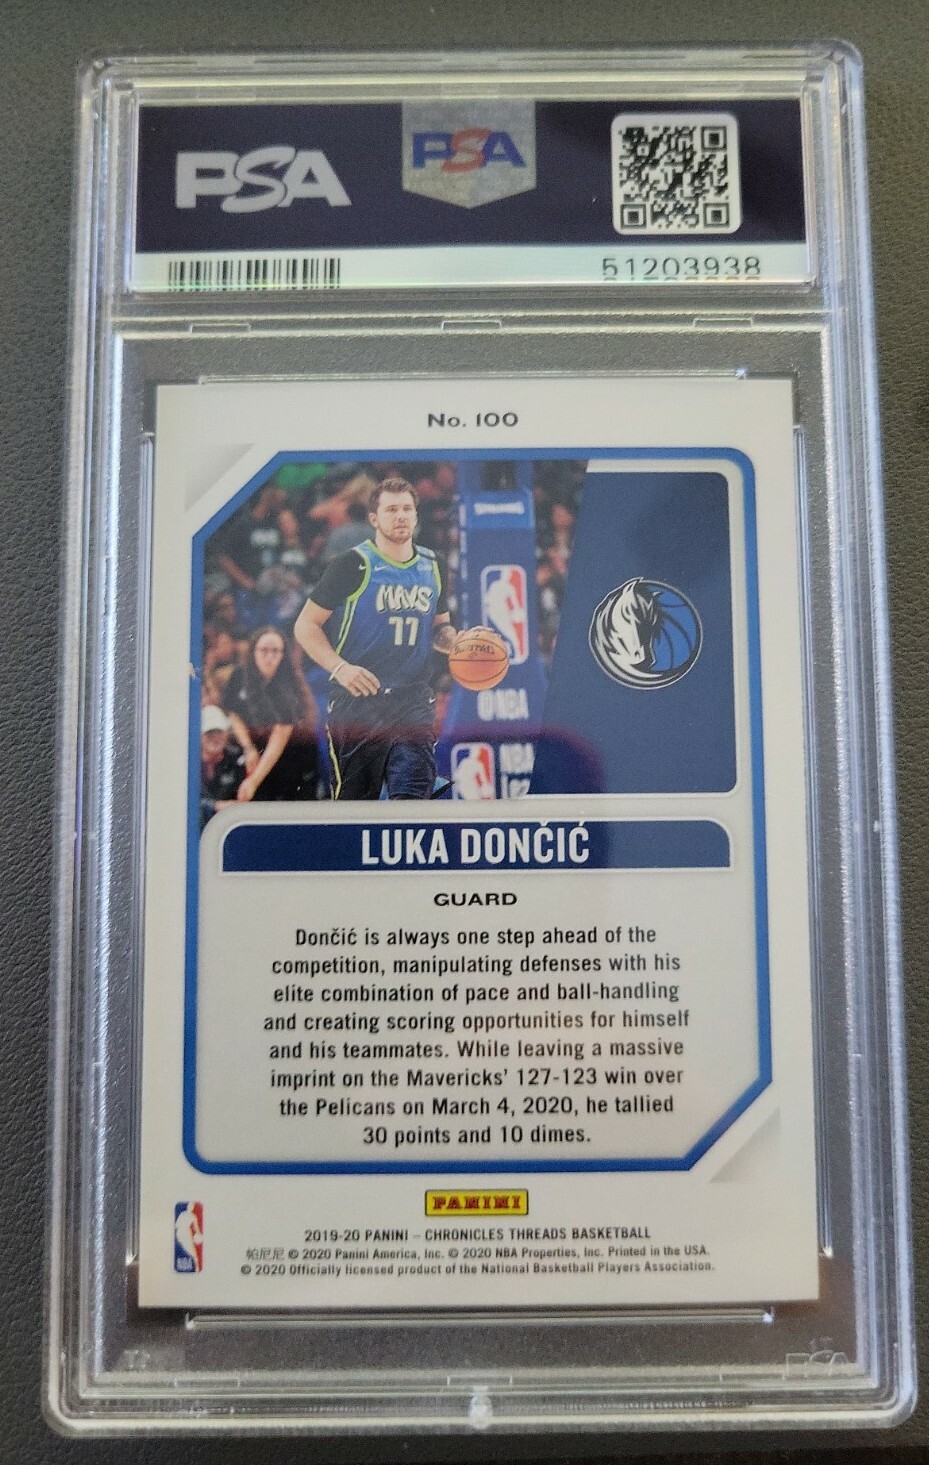 PSA
PSA
51203938
No. 100
SPALDING
MAVS
77
NBA
NBA
LUKA DONČIĆ
GUARD
Dončić is always one step ahead of the
competition, manipulating defenses with his
elite combination of pace and ball-handling
and creating scoring opportunities for himself
and his teammates. While leaving a massive
imprint on the Mavericks' 127-123 win over
the Pelicans on March 4, 2020, he tallied
30 points and 10 dimes.
PANINI
2019-20 PANINI – CHRONICLES THREADS BASKETBALL
帕尼尼 © 2020 Panini America, Inc. © 2020 NBA Properties, Inc. Printed in the USA.
© 2020 Officially licensed product of the National Basketball Players Association.
NBA
PSA